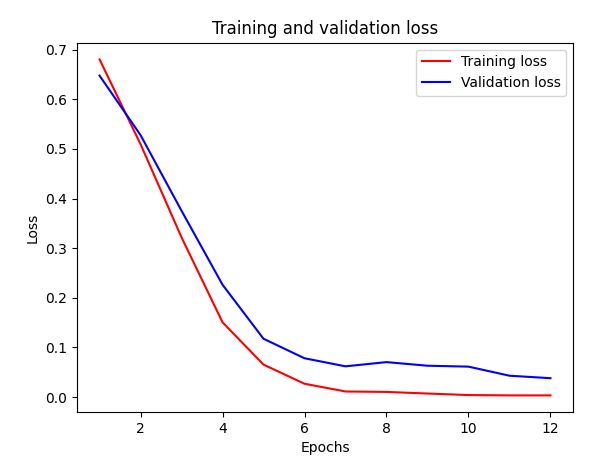 Training and validation loss
0.7
0.6
0.5
0.4
0.3
0.2
0.1
0.0
Loss
Training loss
Validation loss
2 4 6 8 10 12
Epochs